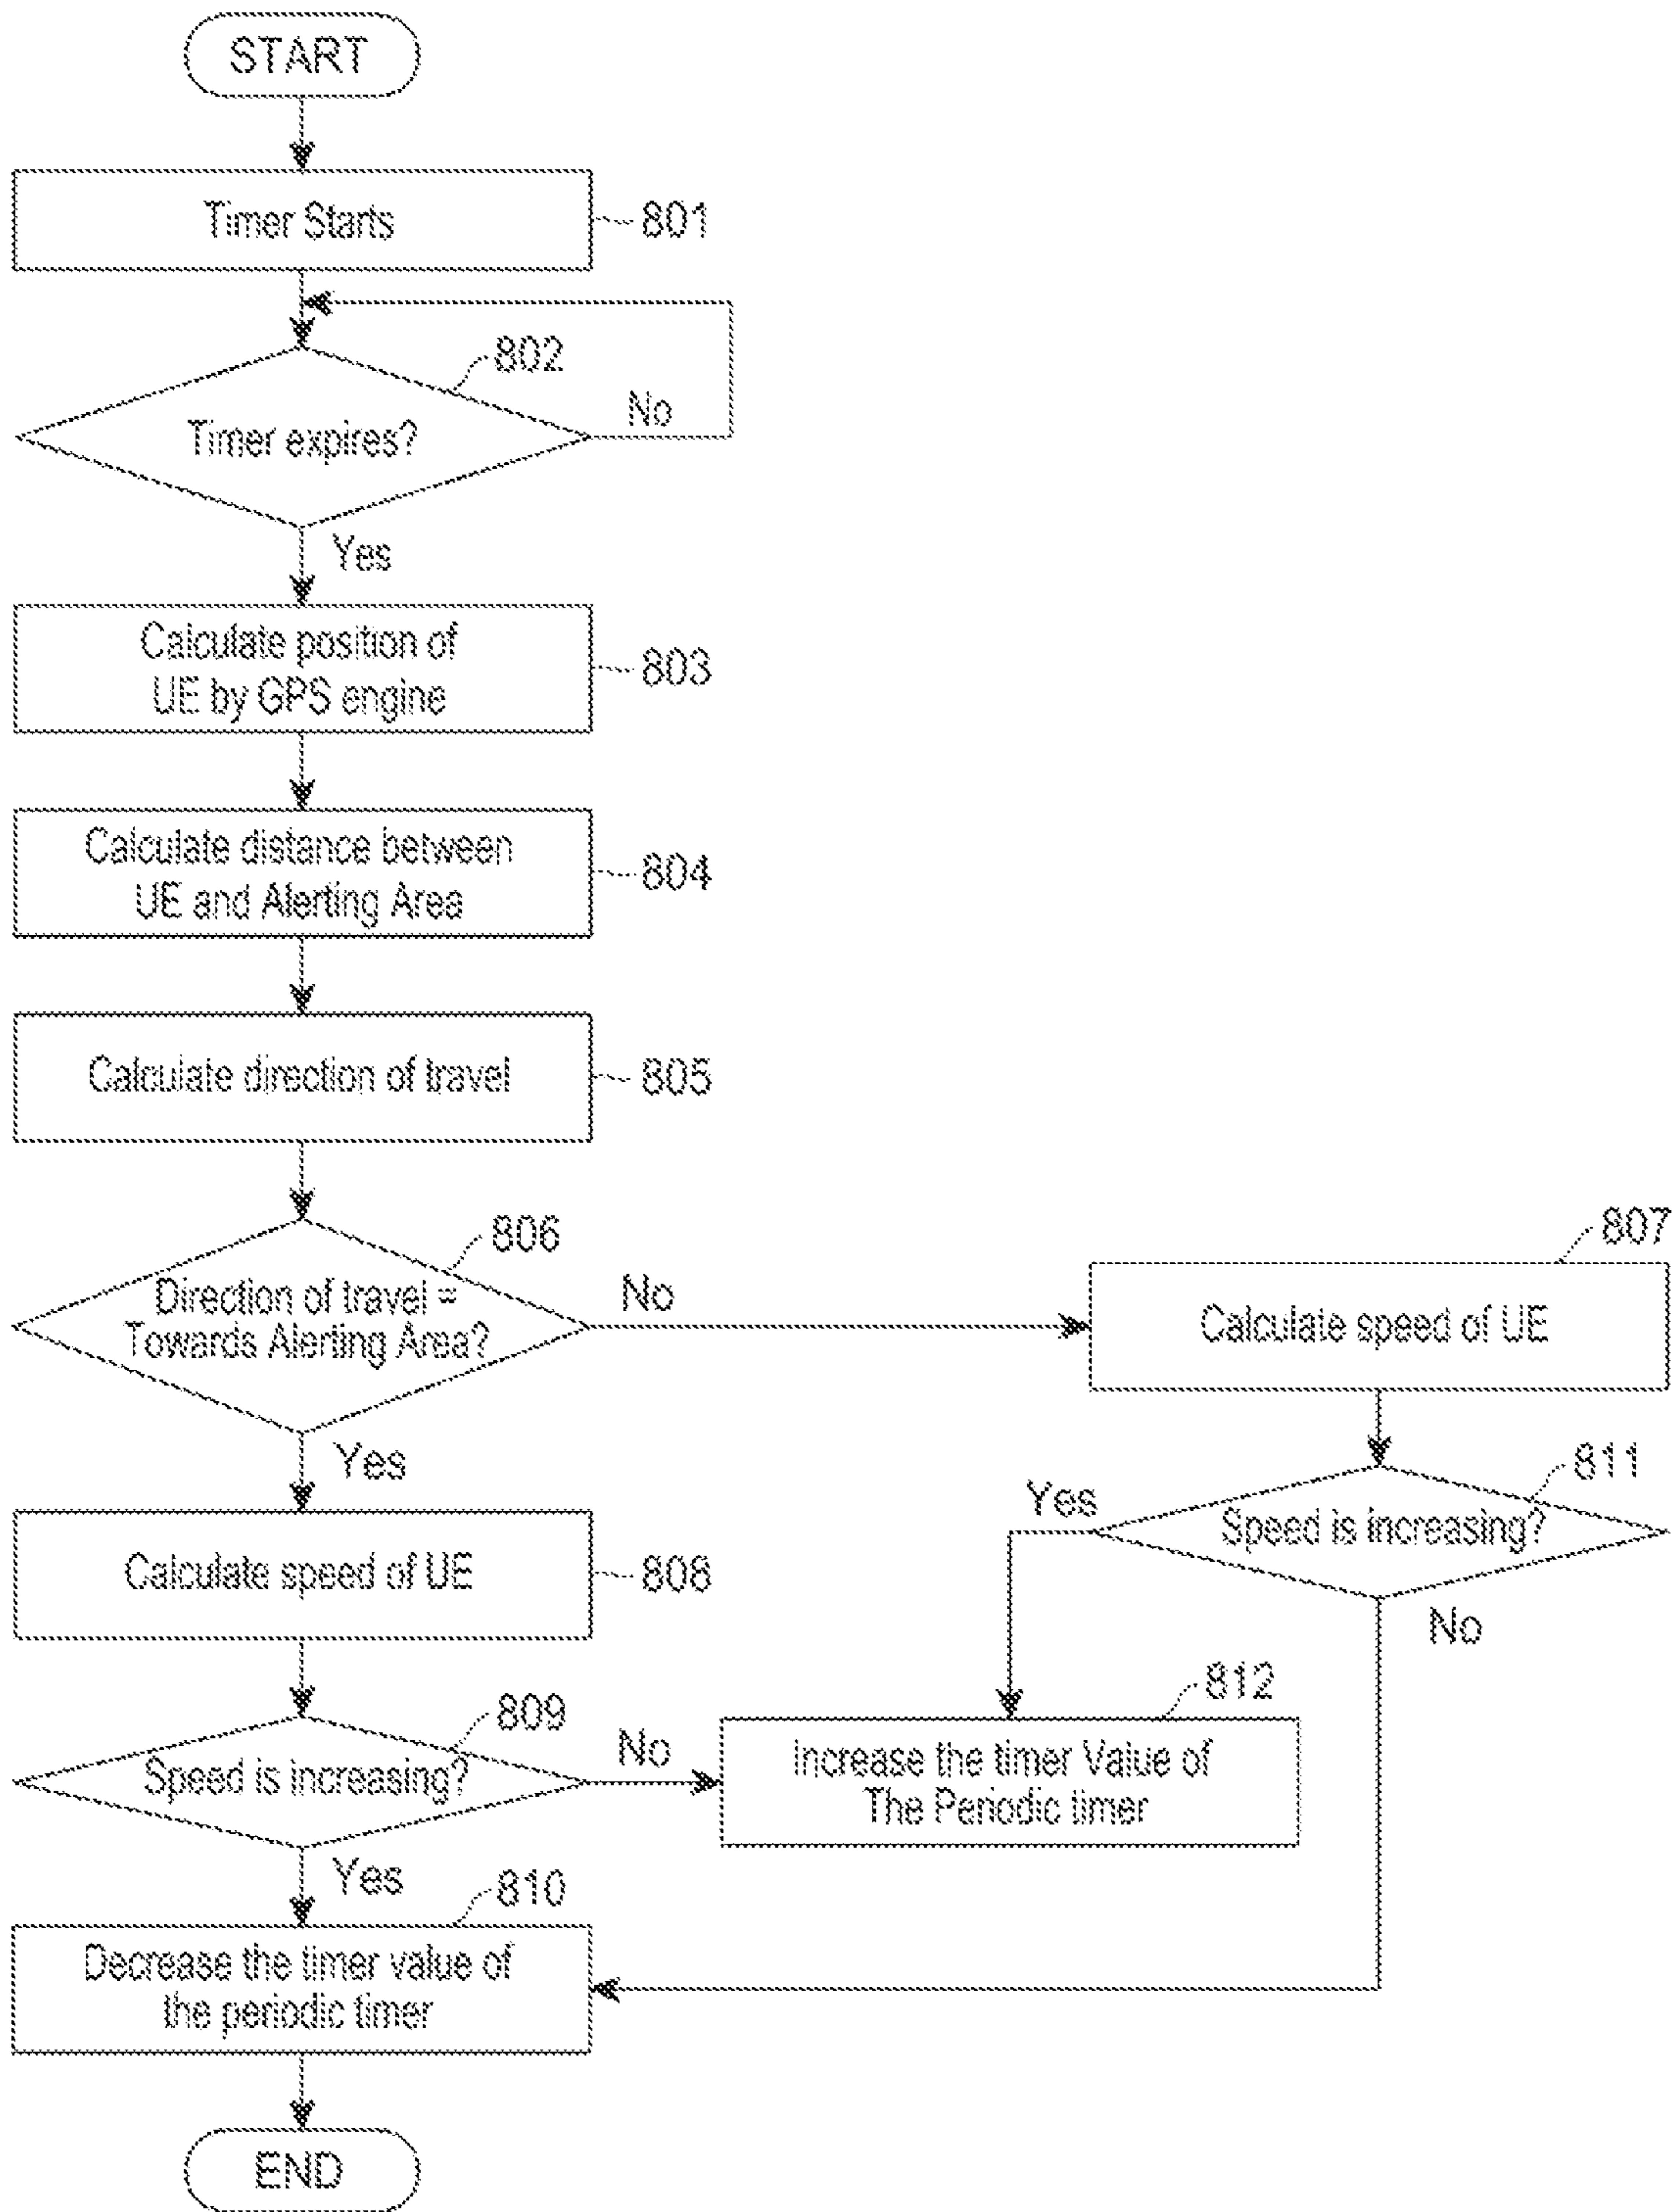 START
Timer Starts
801
802
Timer expires?
No
Yes
Calculate position of
UE by GPS engine
803
Calculate distance between
UE and Alerting Area
804
Calculate direction of travel
805
806
Direction of travel =
Towards Alerting Area?
No
Yes
807
Calculate speed of UE
811
Speed is increasing?
Yes
No
Calculate speed of UE
808
809
Speed is increasing?
No
Yes
812
Increase the timer Value of
The Periodic timer
810
Decrease the timer value of
the periodic timer
END